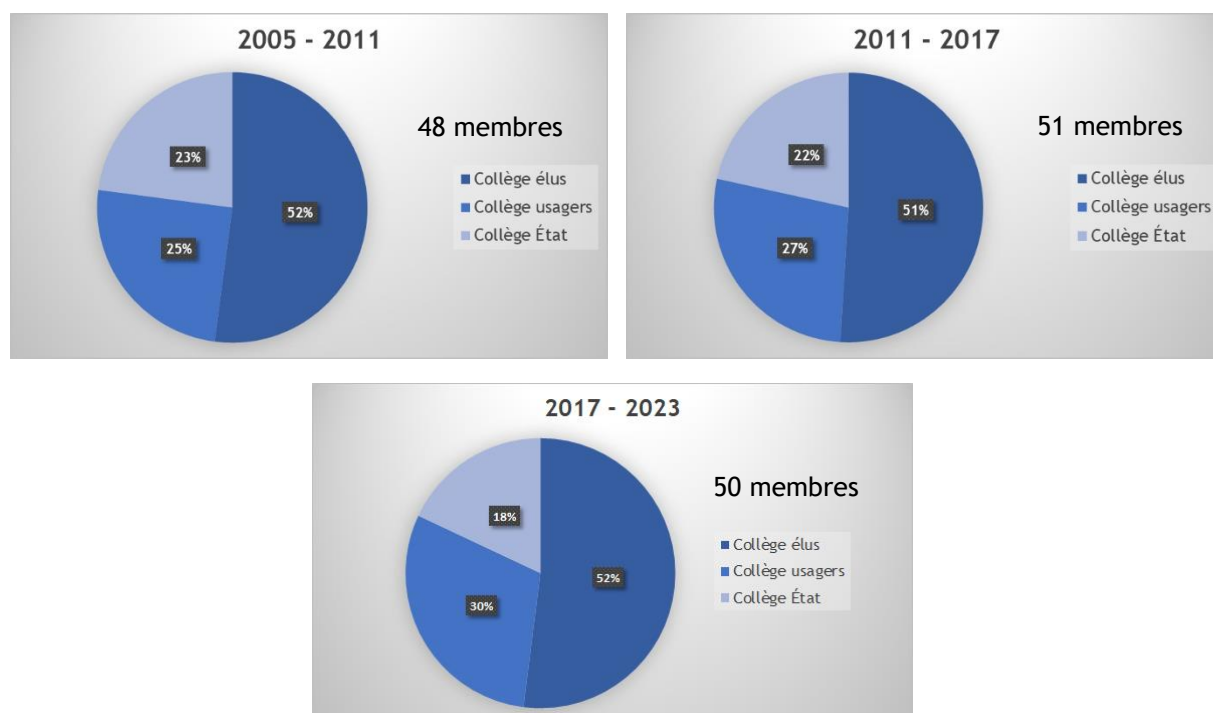 2005 - 2011
48 membres
23%
52%
25%
Collège élus
Collège usagers
Collège État
2011 - 2017
51 membres
22%
51%
27%
Collège élus
Collège usagers
Collège État
2017 - 2023
50 membres
18%
52%
30%
Collège élus
Collège usagers
Collège État